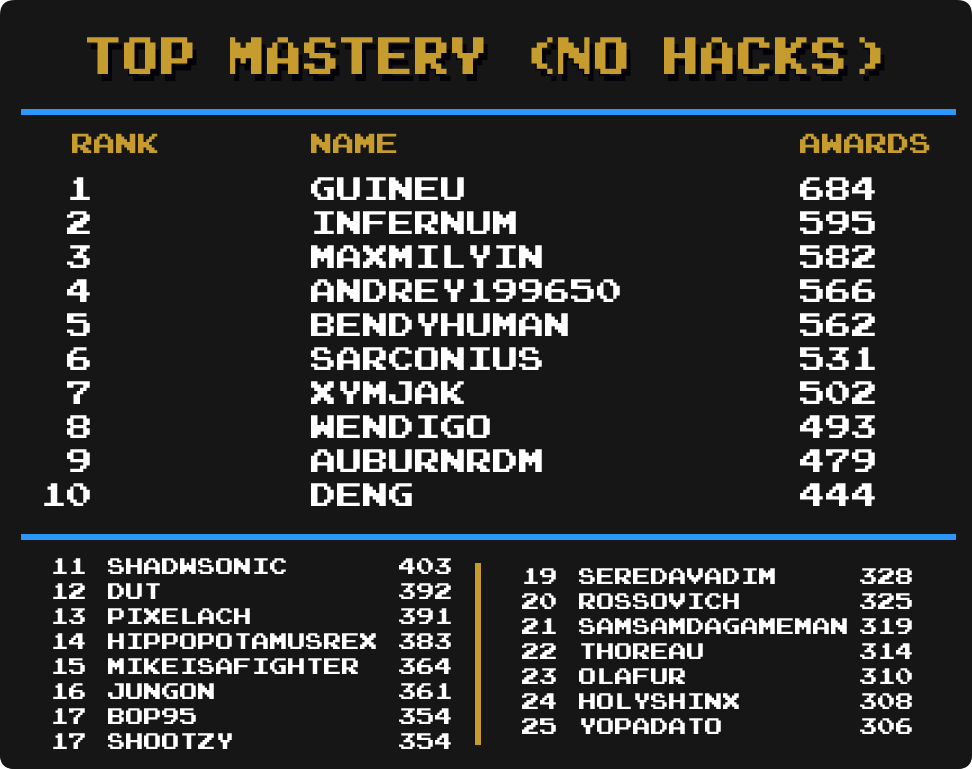 TOP MASTERY (NO HACKS)
RANK NAME AWARDS
1 GUINEU 684
2 INFERNUM 595
3 MAXMILYIN 582
4 ANDREY199650 566
5 BENDYHUMAN 562
6 SARCONIUS 531
7 XYMJAK 502
8 WENDIGO 493
9 AUBURNRDM 479
10 DENG 444
11 SHADWSONIC 403
12 DUT 392
13 PIXELACH 391
14 HIPPOPOTAMUSREX 383
15 MIKEISAFIGHTER 364
16 JUNGON 361
17 BOP95 354
17 SHOOTZY 354
19 SEREDAVADIM 328
20 ROSSOVICH 325
21 SAMSAMDAGAMEMAN 319
22 THOREAU 314
23 OLAFUR 310
24 HOLYSHINX 308
25 YOPADATO 306